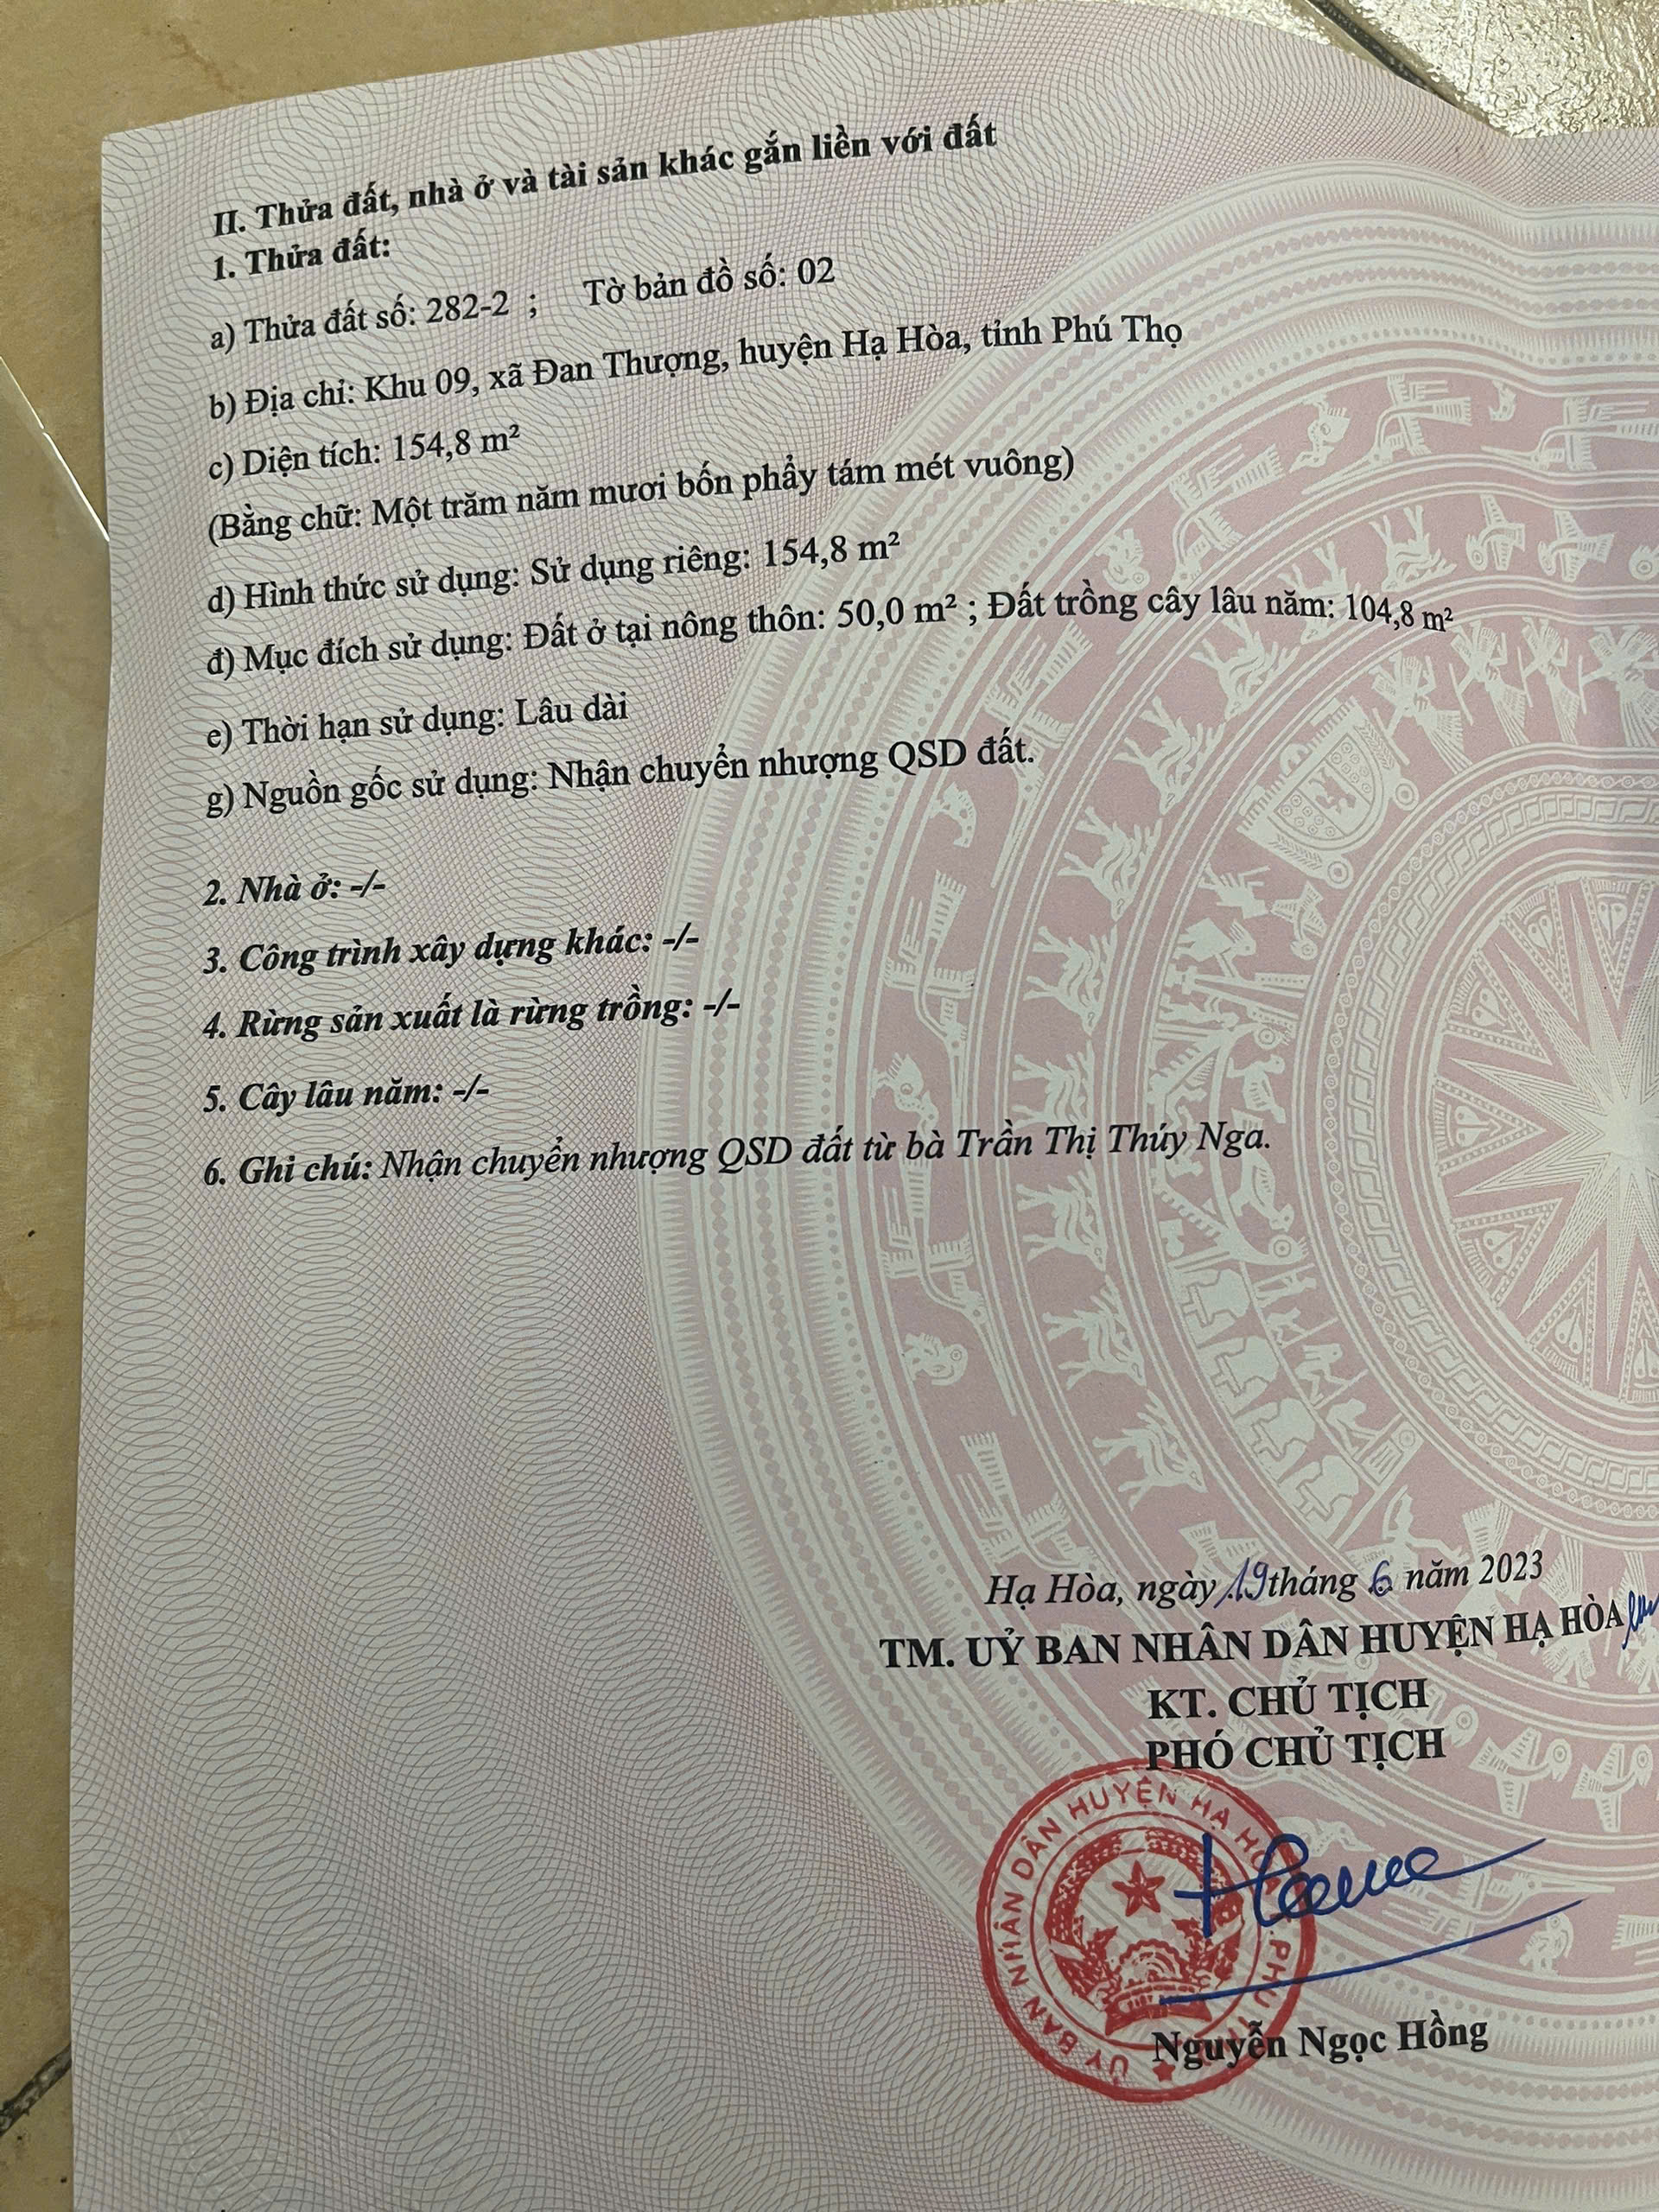 II. Thửa đất, nhà ở và tài sản khác gắn liền với đất
1. Thửa đất:
a) Thửa đất số: 282-2 ; Tờ bản đồ số: 02
b) Địa chỉ: Khu 09, xã Đan Thượng, huyện Hạ Hòa, tỉnh Phú Thọ
c) Diện tích: 154,8 m²
(Bằng chữ: Một trăm năm mươi bốn phẩy tám mét vuông)
d) Hình thức sử dụng: Sử dụng riêng: 154,8 m²
đ) Mục đích sử dụng: Đất ở tại nông thôn: 50,0 m² ; Đất trồng cây lâu năm: 104,8 m²
e) Thời hạn sử dụng: Lâu dài
g) Nguồn gốc sử dụng: Nhận chuyển nhượng QSD đất.
2. Nhà ở: -/-
3. Công trình xây dựng khác: -/-
4. Rừng sản xuất là rừng trồng: -/-
5. Cây lâu năm: -/-
6. Ghi chú: Nhận chuyển nhượng QSD đất từ bà Trần Thị Thúy Nga.
Hạ Hòa, ngày 19 tháng 6 năm 2023
TM. UỶ BAN NHÂN DÂN HUYỆN HẠ HÒA
KT. CHỦ TỊCH
PHÓ CHỦ TỊCH
ỦY BAN NHÂN DÂN HUYỆN HẠ HÒA
Nguyễn Ngọc Hồng